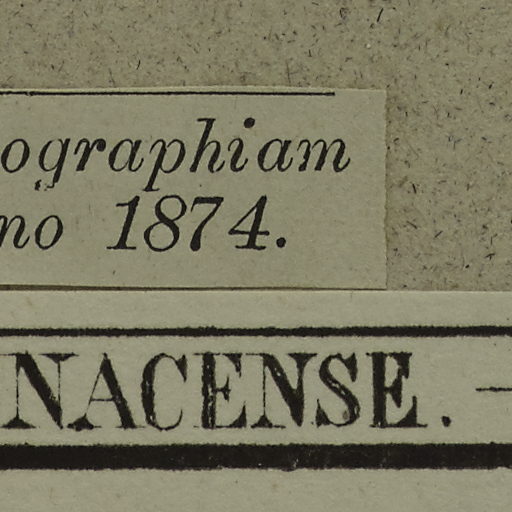 ographiam
no 1874.
NACENSE. —